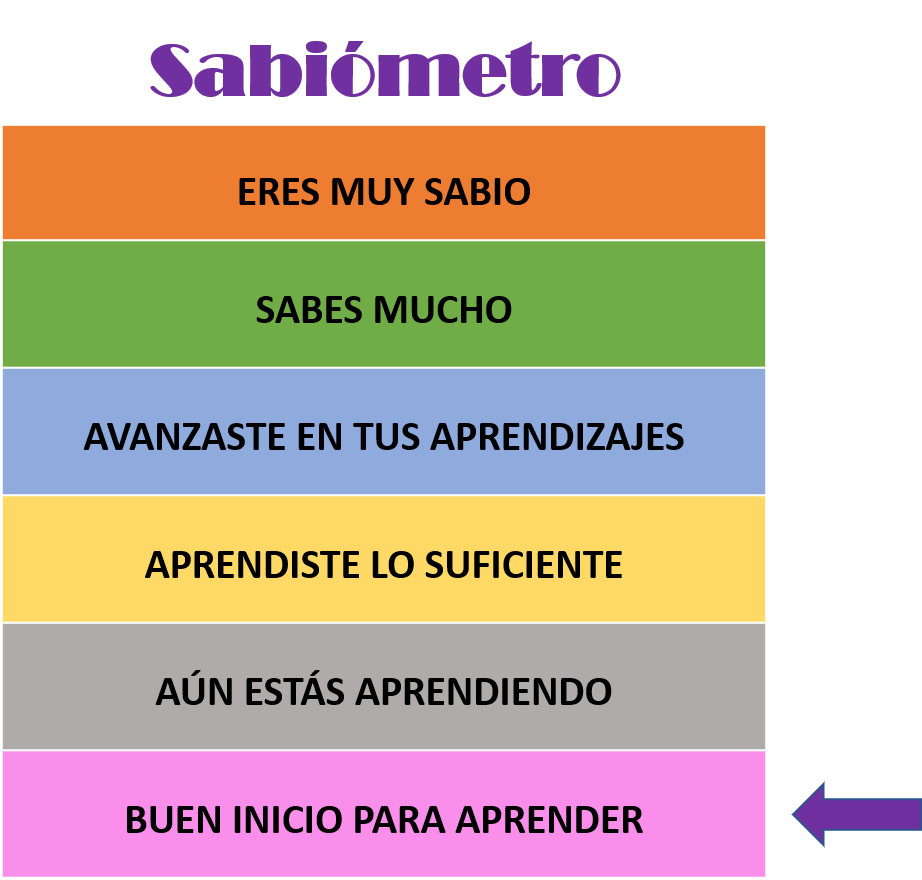 Sabiómetro
ERES MUY SABIO
SABES MUCHO
AVANZASTE EN TUS APRENDIZAJES
APRENDISTE LO SUFICIENTE
AÚN ESTÁS APRENDIENDO
BUEN INICIO PARA APRENDER